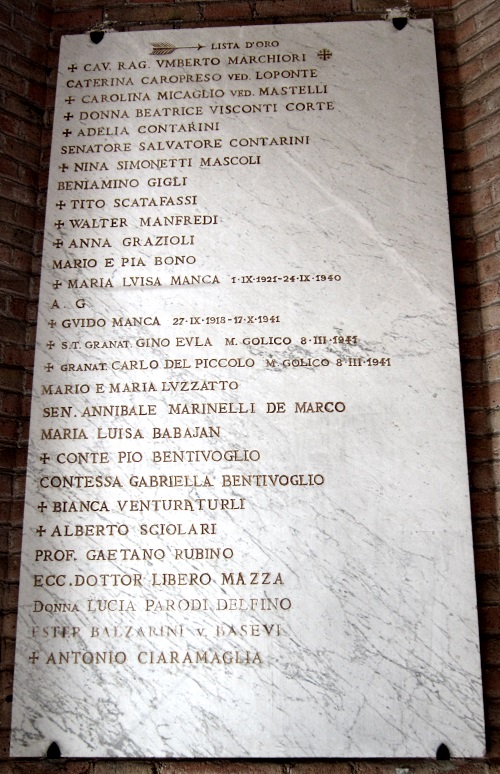 LISTA D'ORO
✠ CAV. RAG. VMBERTO MARCHIORI ✠
CATERINA CAROPRESO VED. LOPONTE
✠ CAROLINA MICAGLIO VED. MASTELLI
✠ DONNA BEATRICE VISCONTI CORTE
✠ ADELIA CONTARINI
SENATORE SALVATORE CONTARINI
✠ NINA SIMONETTI MASCOLI
BENIAMINO GIGLI
✠ TITO SCATAFASSI
✠ WALTER MANFREDI
✠ ANNA GRAZIOLI
MARIO E PIA BONO
✠ MARIA LVISA MANCA 1·IX·1921-24·IX·1940
A. G
✠ GVIDO MANCA 27·IX·1918-17·X·1941
✠ S.T. GRANAT. GINO EVLA M. GOLICO 8·III·1941
✠ GRANAT. CARLO DEL PICCOLO M. GOLICO 8·III·1941
MARIO E MARIA LVZZATTO
SEN. ANNIBALE MARINELLI DE MARCO
MARIA LUISA BABAJAN
✠ CONTE PIO BENTIVOGLIO
CONTESSA GABRIELLA BENTIVOGLIO
✠ BIANCA VENTURATURLI
✠ ALBERTO SCIOLARI
PROF. GAETANO RUBINO
ECC. DOTTOR LIBERO MAZZA
DONNA LUCIA PARODI DELFINO
ESTER BALZARINI V. BASEVI
✠ ANTONIO CIARAMAGLIA